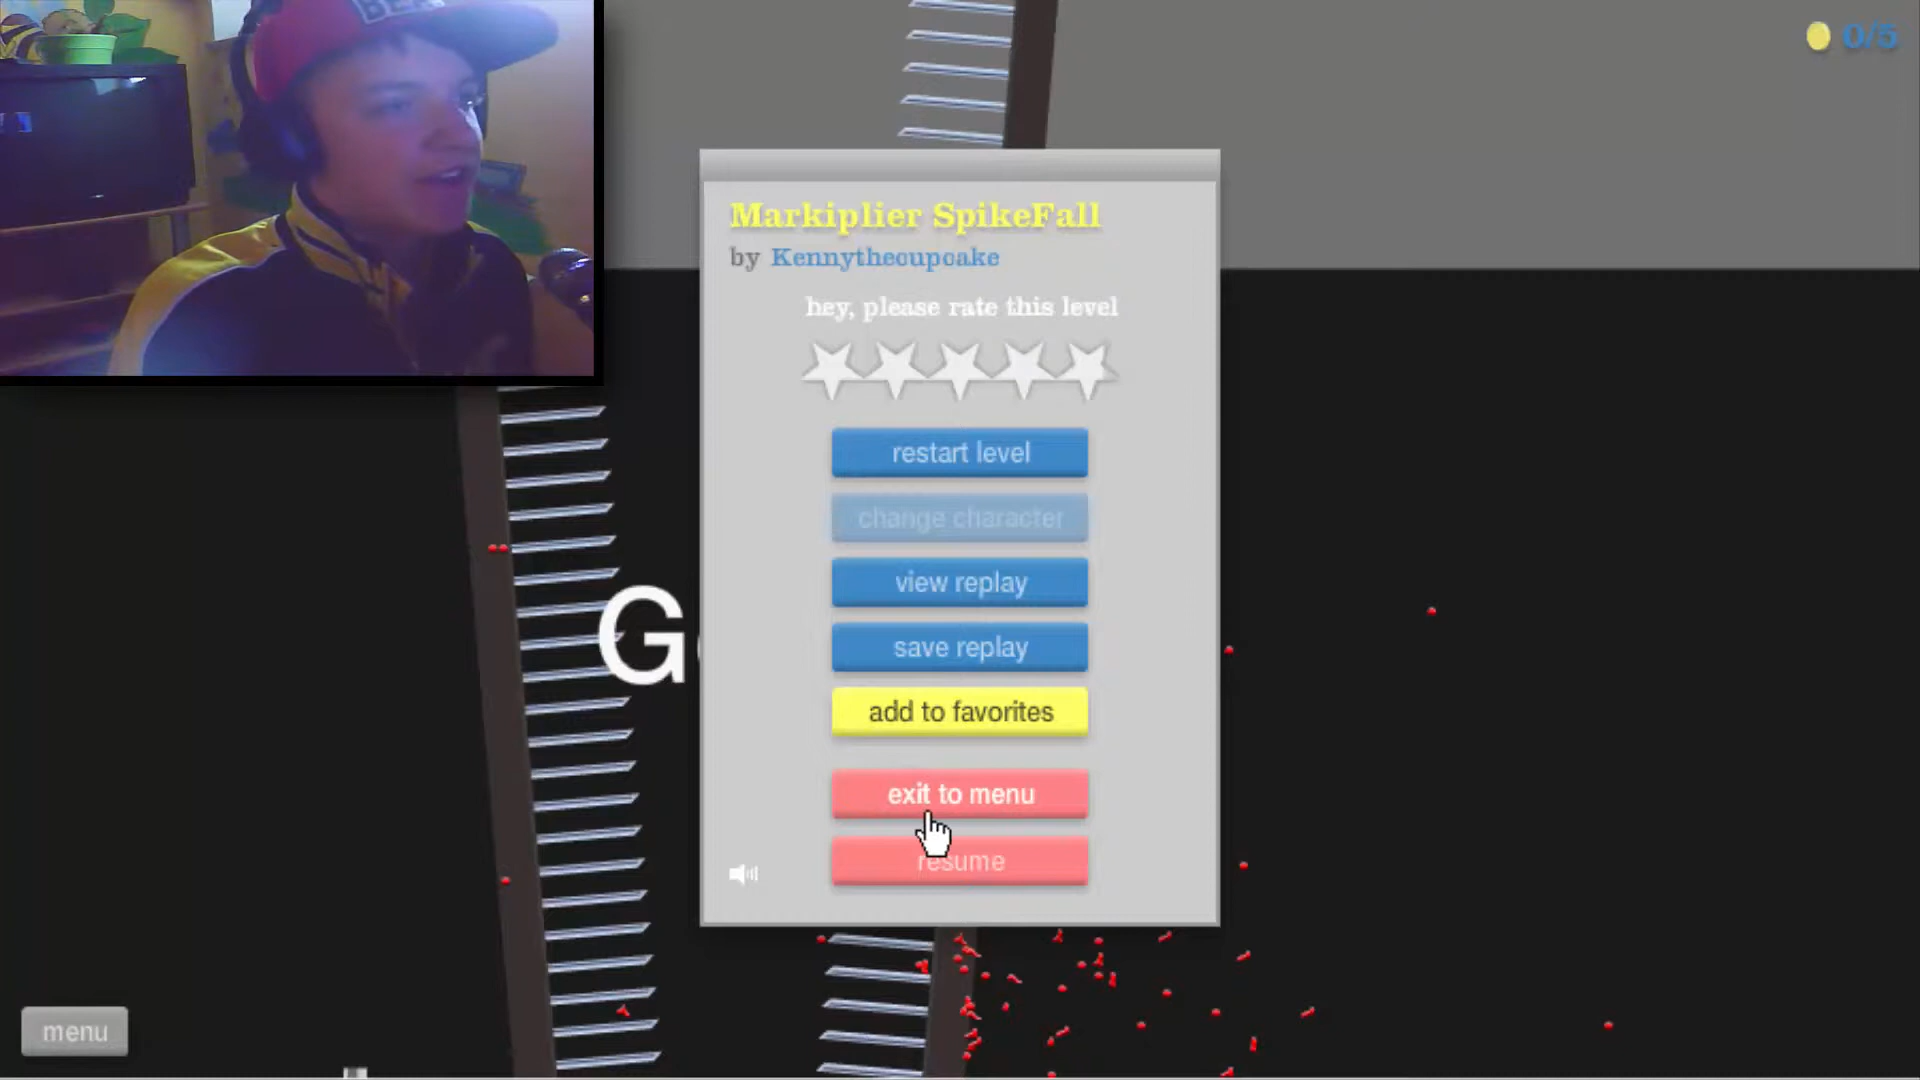 0/5
Markiplier SpikeFall
by Kennythecupcake
hey, please rate this level
restart level
change character
view replay
save replay
add to favorites
exit to menu
resume
menu